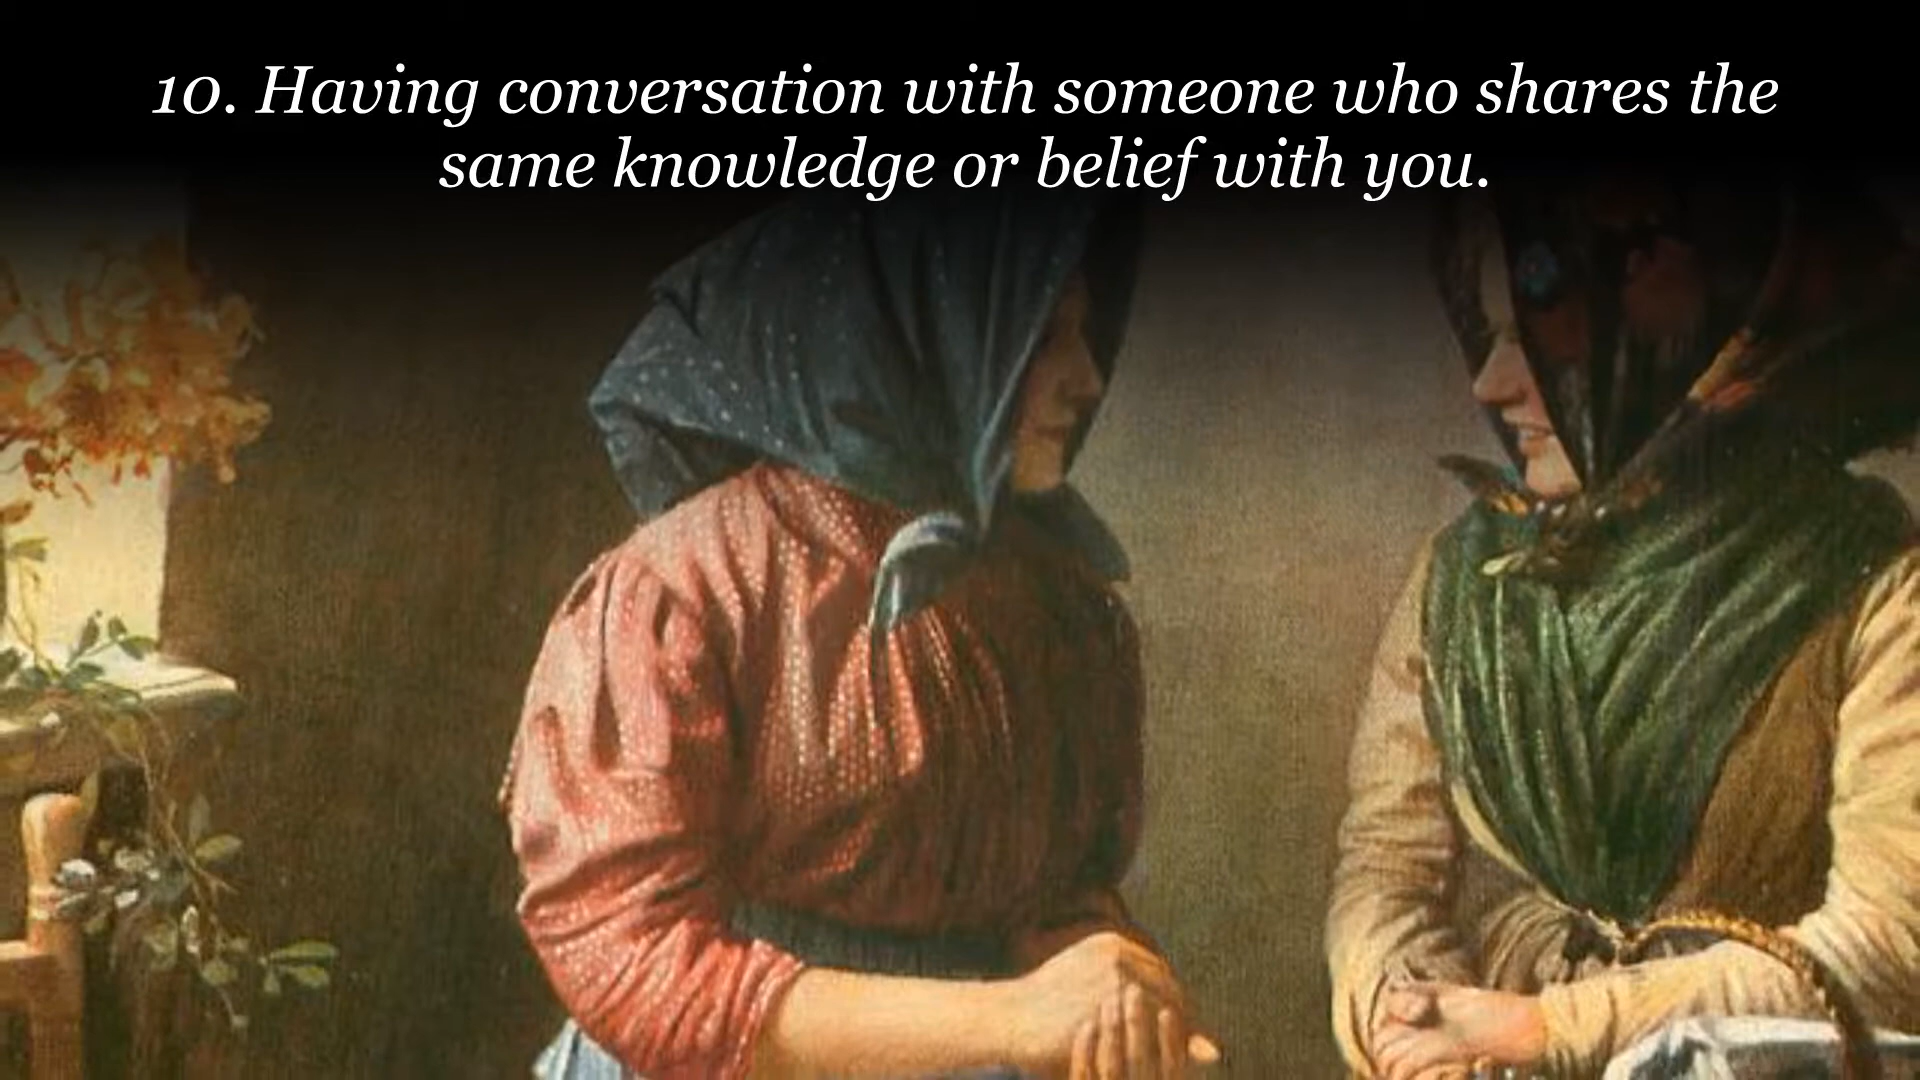 10. Having conversation with someone who shares the
same knowledge or belief with you.